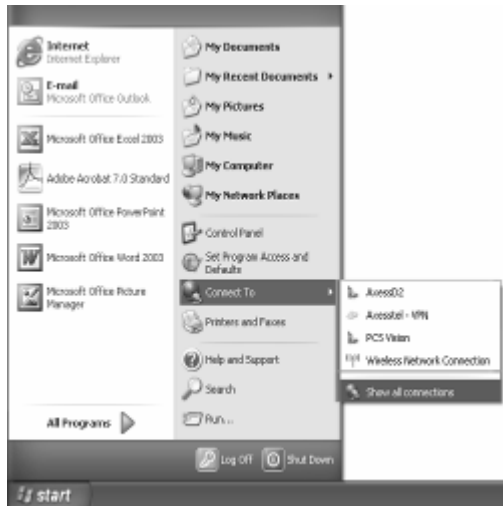 Internet
Internet Explorer
E-mail
Microsoft Office Outlook
Microsoft Office Excel 2003
Adobe Acrobat 7.0 Standard
Microsoft Office PowerPoint
2003
Microsoft Office Word 2003
Microsoft Office Picture
Manager
All Programs
My Documents
My Recent Documents
My Pictures
My Music
My Computer
My Network Places
Control Panel
Set Program Access and
Defaults
Connect To
Printers and Faxes
Help and Support
Search
Run...
AxessD2
Axesstel - VPN
PCS Vision
Wireless Network Connection
Show all connections
Log Off
Shut Down
start